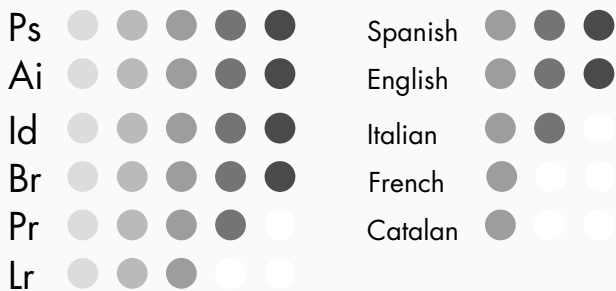 Ps
Ai
Id
Br
Pr
Lr
Spanish
English
Italian
French
Catalan